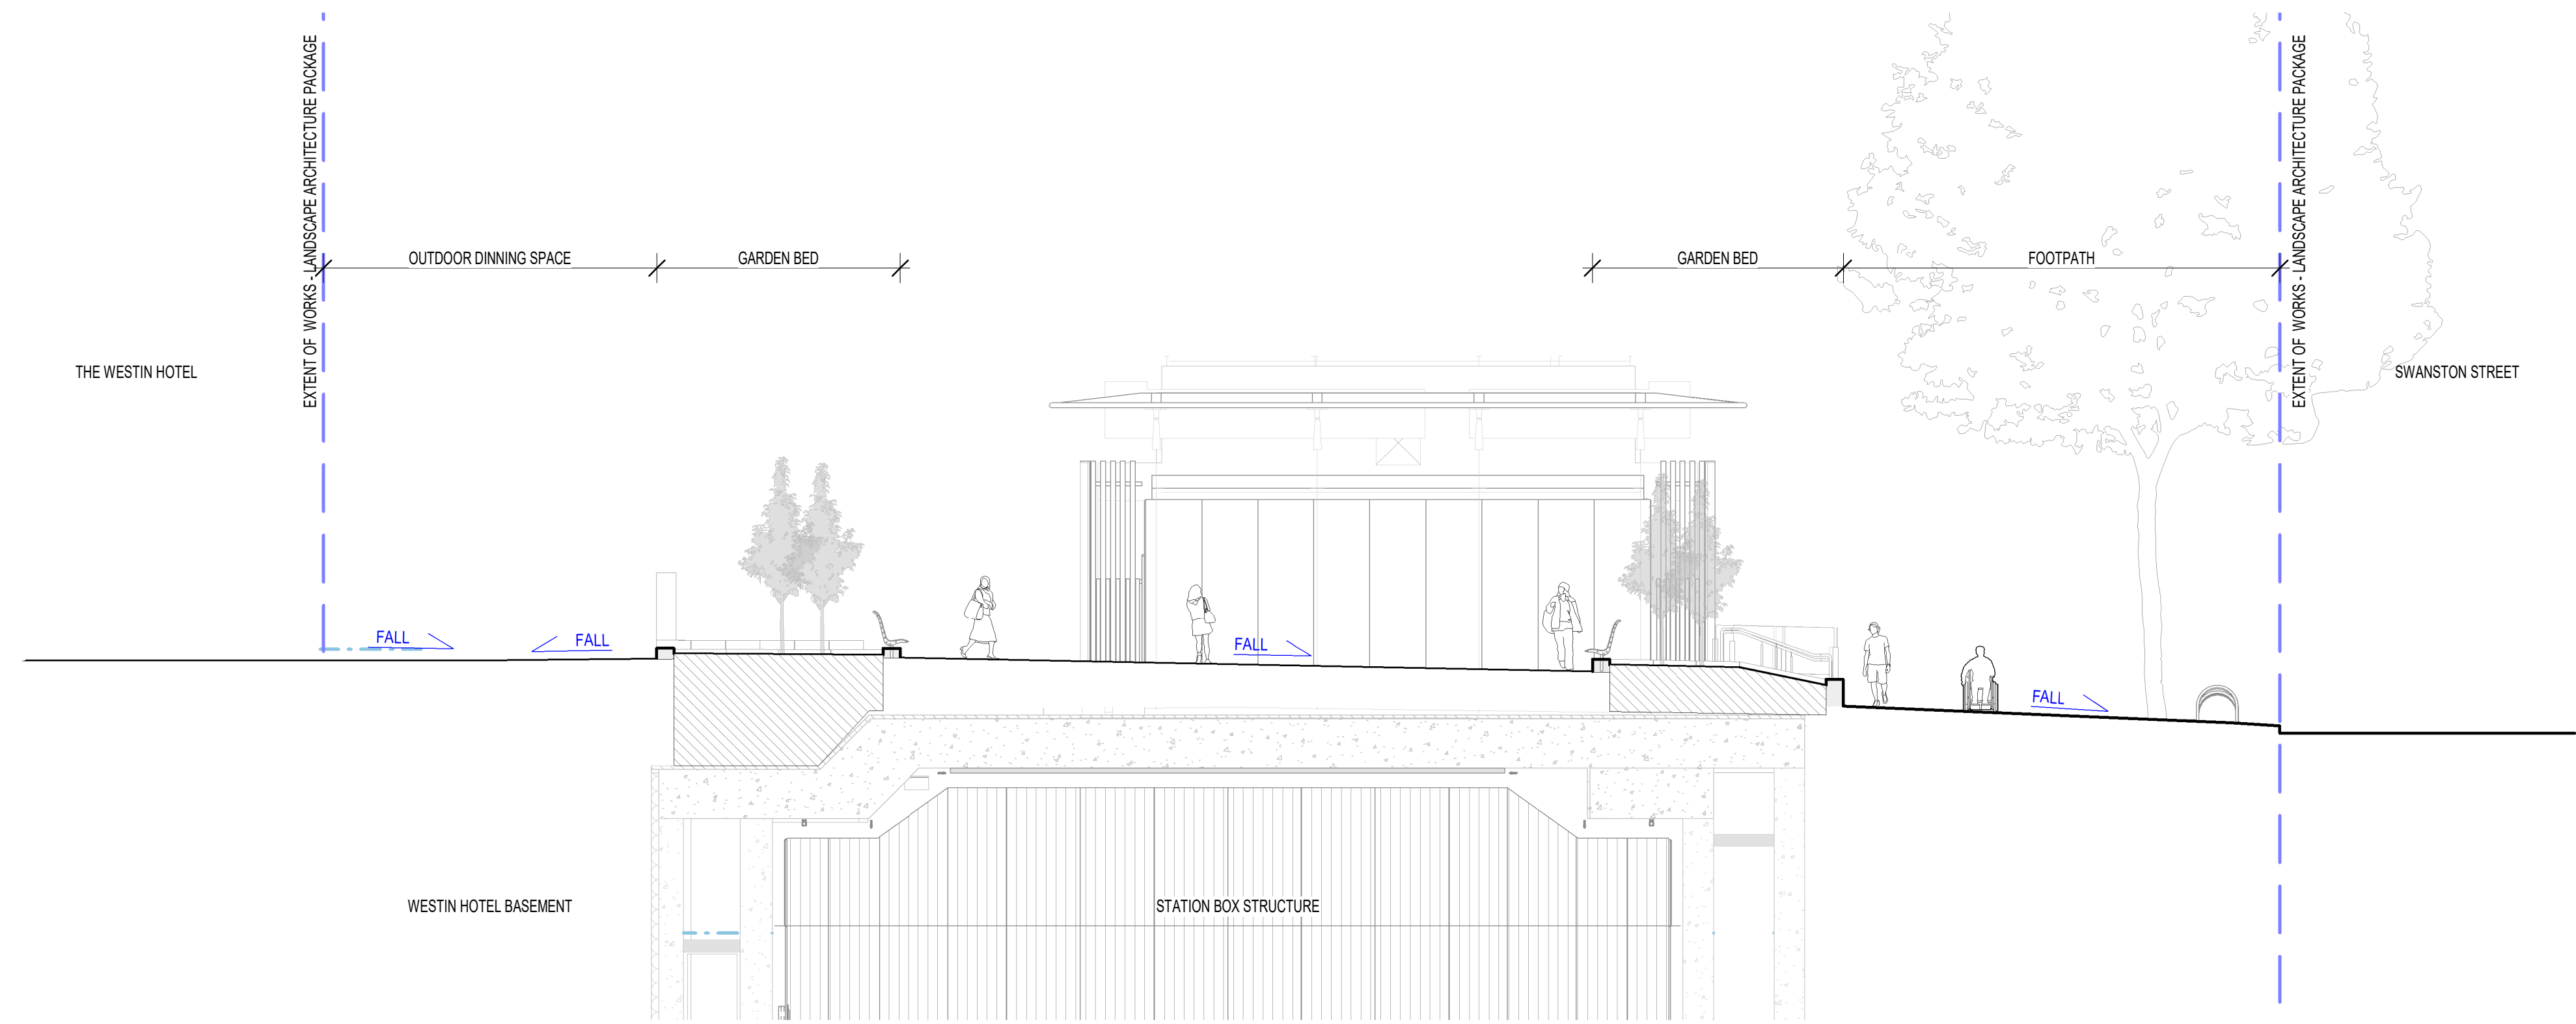 EXTENT OF WORKS - LANDSCAPE ARCHITECTURE PACKAGE
EXTENT OF WORKS - LANDSCAPE ARCHITECTURE PACKAGE
OUTDOOR DINNING SPACE
GARDEN BED
GARDEN BED
FOOTPATH
THE WESTIN HOTEL
SWANSTON STREET
FALL
FALL
FALL
FALL
WESTIN HOTEL BASEMENT
STATION BOX STRUCTURE